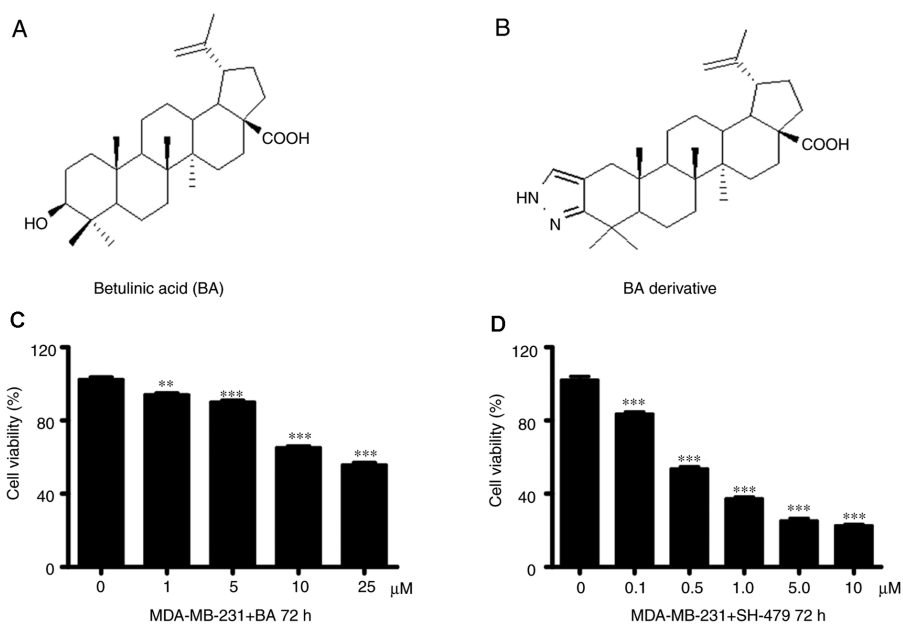 A
COOH
HO
Betulinic acid (BA)
B
COOH
HN
N
BA derivative
C
Cell viability (%)
120
80
40
0
**
***
***
***
0 1 5 10 25 μM
MDA-MB-231+BA 72 h
D
Cell viability (%)
120
80
40
0
***
***
***
***
***
0 0.1 0.5 1.0 5.0 10 μM
MDA-MB-231+SH-479 72 h